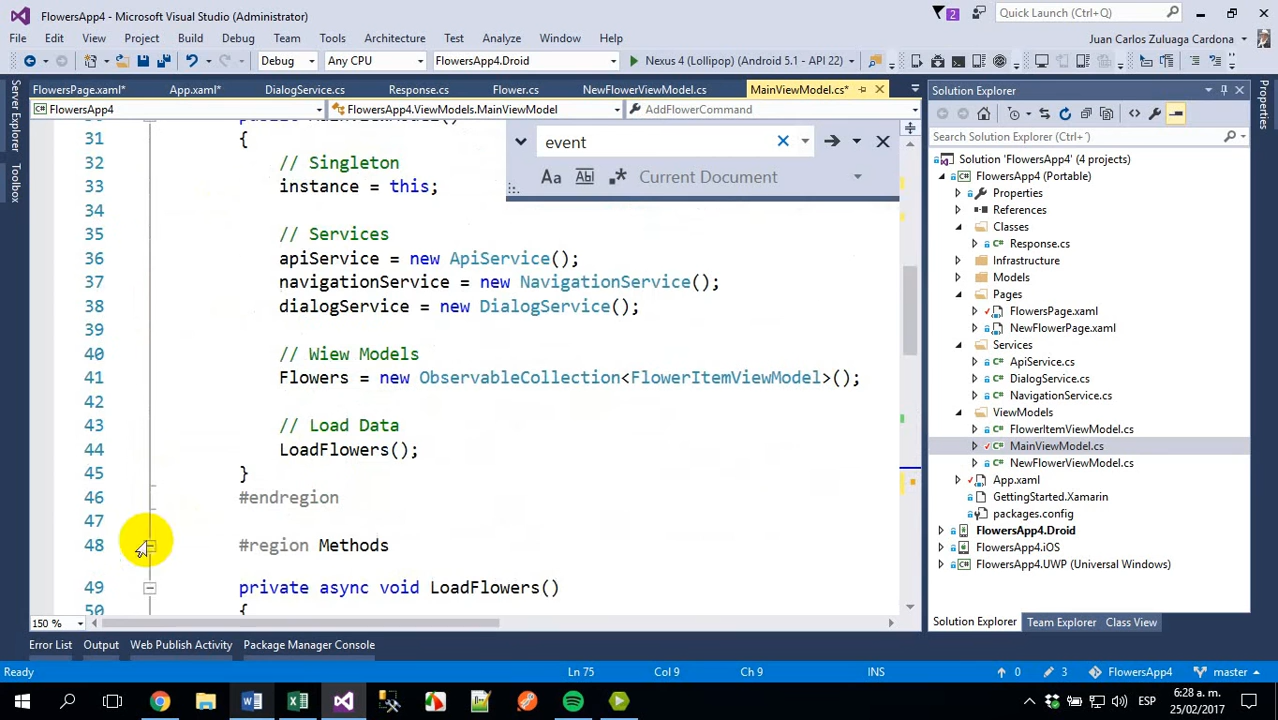 FlowersApp4 - Microsoft Visual Studio (Administrator)
2
Quick Launch (Ctrl+Q)
File Edit View Project Build Debug Team Tools Architecture Test Analyze Window Help
Juan Carlos Zuluaga Cardona
Debug Any CPU FlowersApp4.Droid Nexus 4 (Lollipop) (Android 5.1 - API 22)
FlowersPage.xaml* App.xaml* DialogService.cs Response.cs Flower.cs NewFlowerViewModel.cs MainViewModel.cs*
FlowersApp4 FlowersApp4.ViewModels.MainViewModel AddFlowerCommand
Server Explorer
Toolbox
event
Aa Abl Current Document
31 {
32 // Singleton
33 instance = this;
34
35 // Services
36 apiService = new ApiService();
37 navigationService = new NavigationService();
38 dialogService = new DialogService();
39
40 // Wiew Models
41 Flowers = new ObservableCollection<FlowerItemViewModel>();
42
43 // Load Data
44 LoadFlowers();
45 }
46 #endregion
47
48 #region Methods
49 private async void LoadFlowers()
50 {
150 %
Solution Explorer
Properties
Search Solution Explorer (Ctrl+´)
Solution 'FlowersApp4' (4 projects)
FlowersApp4 (Portable)
Properties
References
Classes
Response.cs
Infrastructure
Models
Pages
FlowersPage.xaml
NewFlowerPage.xaml
Services
ApiService.cs
DialogService.cs
NavigationService.cs
ViewModels
FlowerItemViewModel.cs
MainViewModel.cs
NewFlowerViewModel.cs
App.xaml
GettingStarted.Xamarin
packages.config
FlowersApp4.Droid
FlowersApp4.iOS
FlowersApp4.UWP (Universal Windows)
Solution Explorer Team Explorer Class View
Error List Output Web Publish Activity Package Manager Console
Ready Ln 75 Col 9 Ch 9 INS 0 3 FlowersApp4 master
ESP
6:28 a. m.
25/02/2017